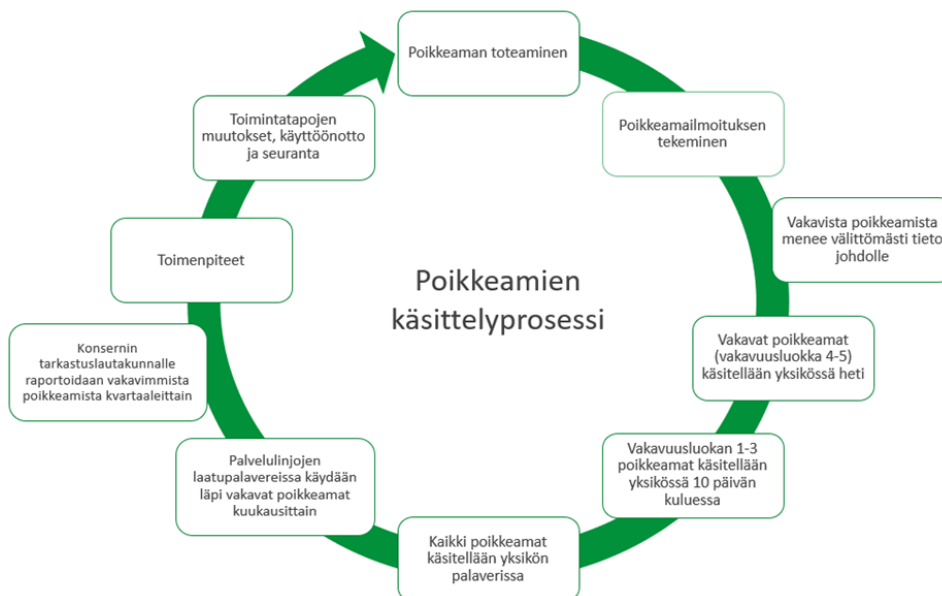 Poikkeaman toteaminen
Poikkeamailmoituksen
tekeminen
Vakavista poikkeamista
menee välittömästi tieto
johdolle
Vakavat poikkeamat
(vakavuusluokka 4-5)
käsitellään yksikössä heti
Vakavuusluokan 1-3
poikkeamat käsitellään
yksikössä 10 päivän
kuluessa
Kaikki poikkeamat
käsitellään yksikön
palaverissa
Palvelulinjojen
laatupalavereissa käydään
läpi vakavat poikkeamat
kuukausittain
Konsernin
tarkastuslautakunnalle
raportoidaan vakavimmista
poikkeamista kvartaaleittain
Toimenpiteet
Toimintatapojen
muutokset, käyttöönotto
ja seuranta
Poikkeamien
käsittelyprosessi